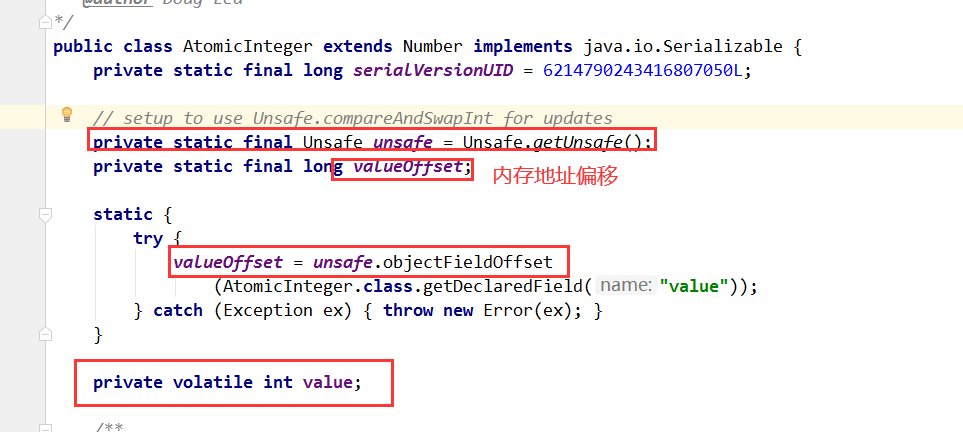 @author Doug Lea
*/
public class AtomicInteger extends Number implements java.io.Serializable {
private static final long serialVersionUID = 6214790243416807050L;
// setup to use Unsafe.compareAndSwapInt for updates
private static final Unsafe unsafe = Unsafe.getUnsafe();
private static final long valueOffset; 内存地址偏移
static {
try {
valueOffset = unsafe.objectFieldOffset
(AtomicInteger.class.getDeclaredField( name: "value"));
} catch (Exception ex) { throw new Error(ex); }
}
private volatile int value;
/**